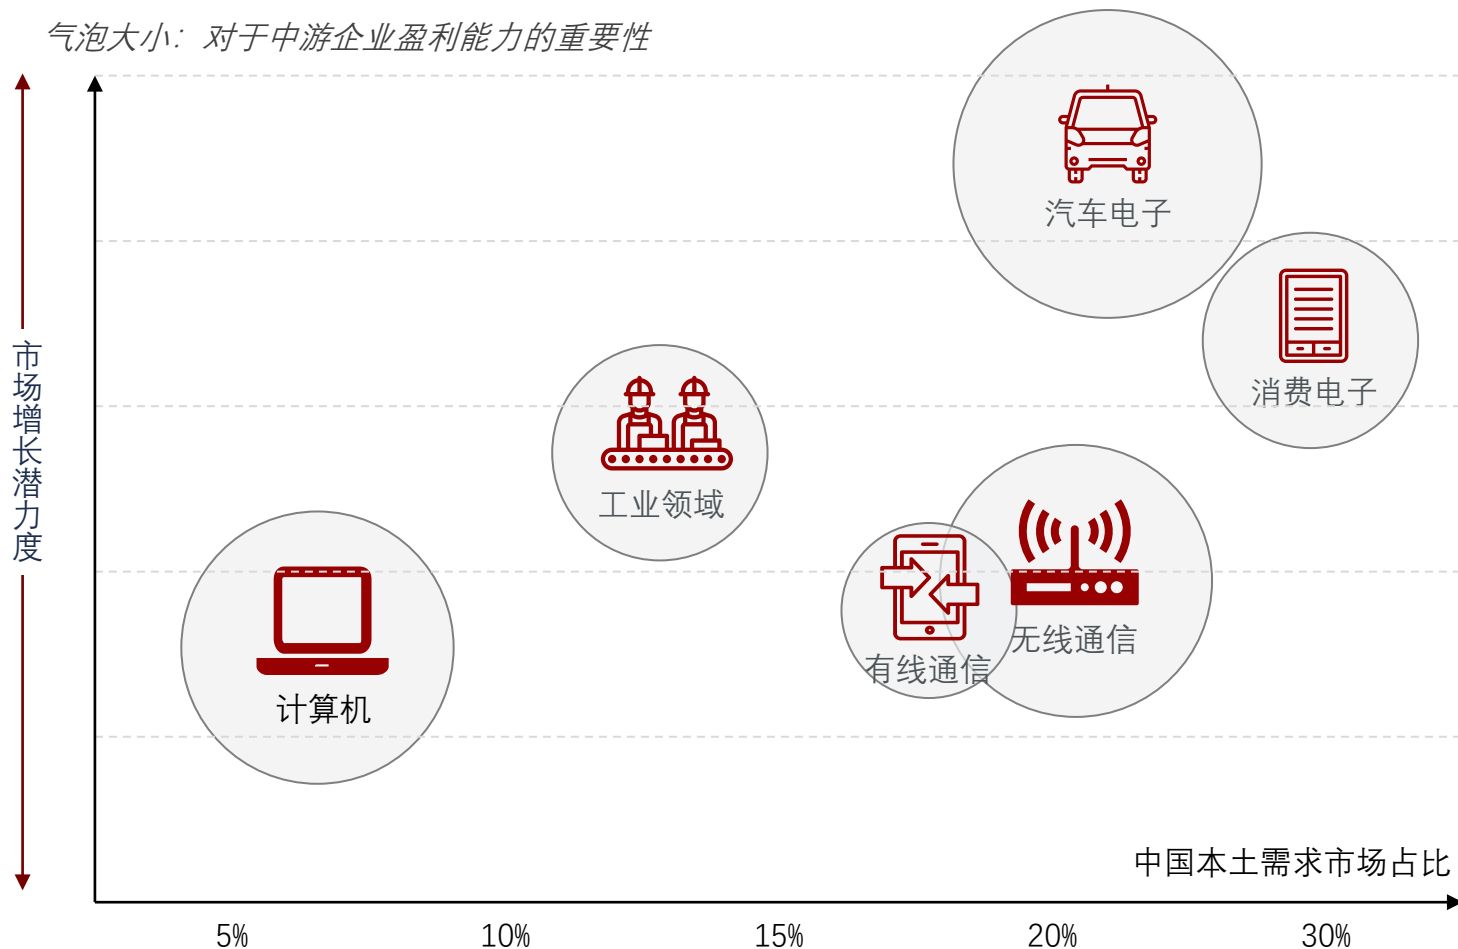 气泡大小：对于中游企业盈利能力的重要性
市场增长潜力度
汽车电子
消费电子
工业领域
无线通信
有线通信
计算机
中国本土需求市场占比
5%
10%
15%
20%
30%